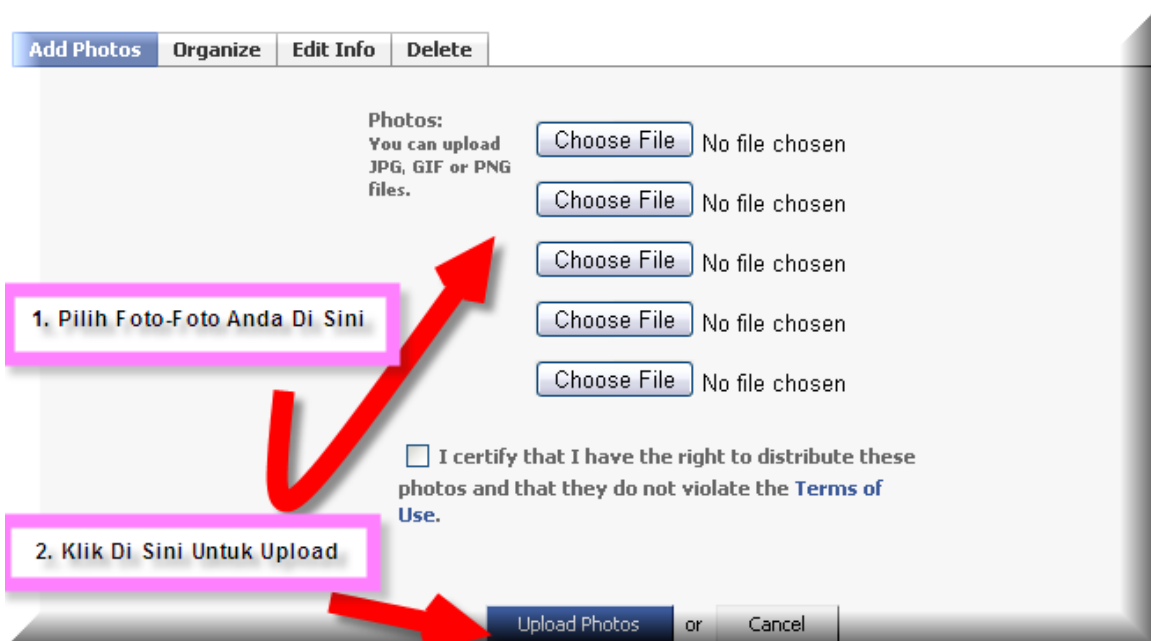 Add Photos Organize Edit Info Delete
Photos:
You can upload
JPG, GIF or PNG
files.
Choose File No file chosen
Choose File No file chosen
Choose File No file chosen
Choose File No file chosen
Choose File No file chosen
1. Pilih Foto-Foto Anda Di Sini
I certify that I have the right to distribute these
photos and that they do not violate the Terms of
Use.
2. Klik Di Sini Untuk Upload
Upload Photos or Cancel